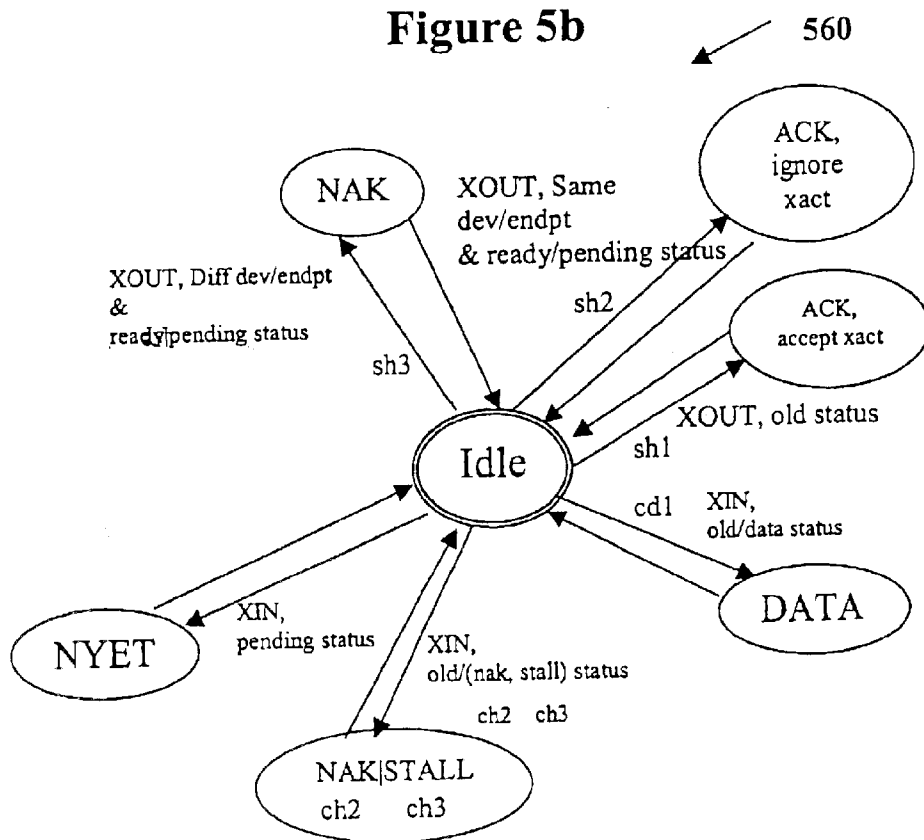 Figure 5b
560
ACK,
ignore
xact
NAK
XOUT, Same
dev/endpt
& ready/pending status
XOUT, Diff dev/endpt
&
ready|pending status
sh2
ACK,
accept xact
sh3
XOUT, old status
sh1
Idle
cd1
XIN,
old/data status
DATA
NYET
XIN,
pending status
XIN,
old/(nak, stall) status
ch2 ch3
NAK|STALL
ch2 ch3